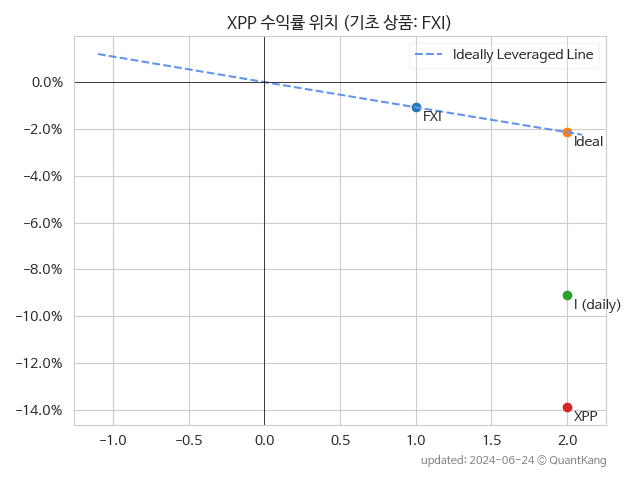 XPP 수익률 위치 (기초 상품: FXI)
Ideally Leveraged Line
0.0%
−2.0%
−4.0%
−6.0%
−8.0%
−10.0%
−12.0%
−14.0%
FXI
Ideal
I (daily)
XPP
−1.0 −0.5 0.0 0.5 1.0 1.5 2.0
updated: 2024-06-24 © QuantKang